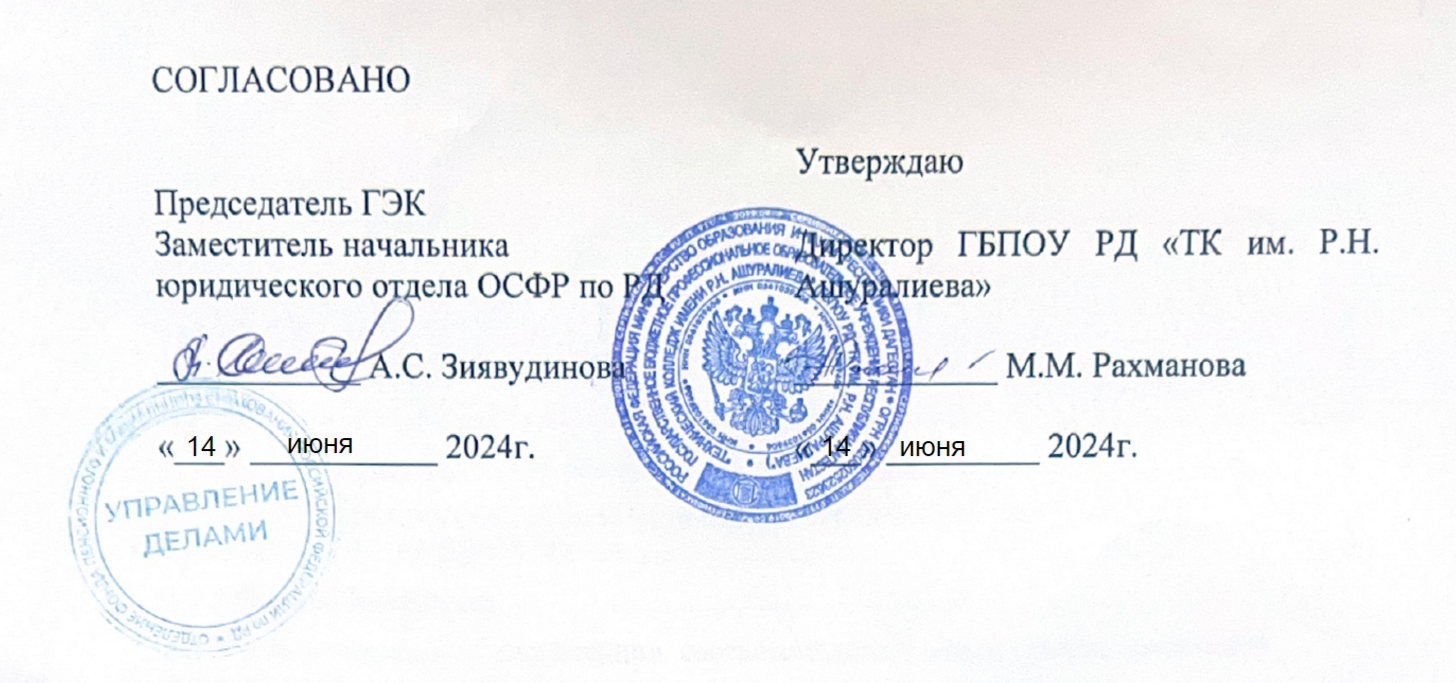 СОГЛАСОВАНО
Председатель ГЭК
Заместитель начальника
юридического отдела ОСФР по РД
А.С. Зиявудинова
«14» июня 2024г.
Утверждаю
Директор ГБПОУ РД «ТК им. Р.Н.
Ашуралиева»
М.М. Рахманова
«14» июня 2024г.
УПРАВЛЕНИЕ
ДЕЛАМИ